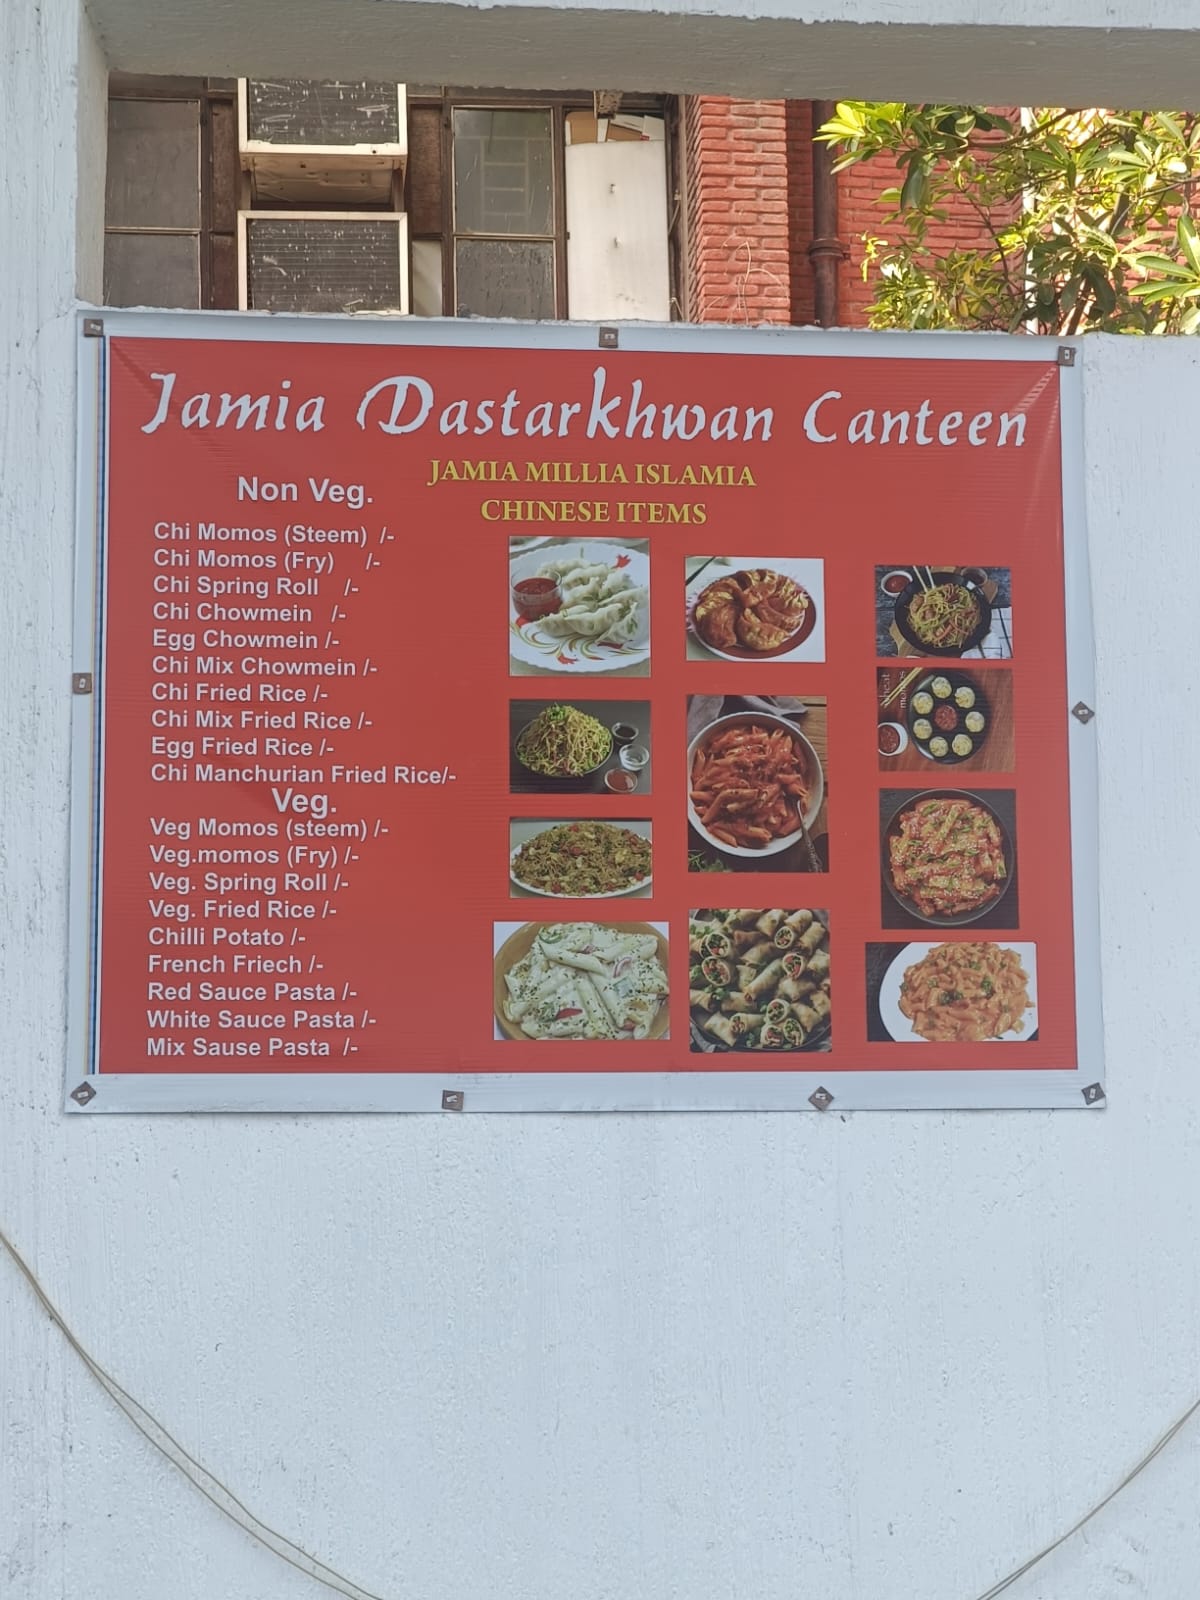 Jamia Dastarkhwan Canteen
JAMIA MILLIA ISLAMIA
CHINESE ITEMS
Non Veg.
Chi Momos (Steem) /-
Chi Momos (Fry) /-
Chi Spring Roll /-
Chi Chowmein /-
Egg Chowmein /-
Chi Mix Chowmein /-
Chi Fried Rice /-
Chi Mix Fried Rice /-
Egg Fried Rice /-
Chi Manchurian Fried Rice/-
Veg.
Veg Momos (steem) /-
Veg.momos (Fry) /-
Veg. Spring Roll /-
Veg. Fried Rice /-
Chilli Potato /-
French Friech /-
Red Sauce Pasta /-
White Sauce Pasta /-
Mix Sause Pasta /-